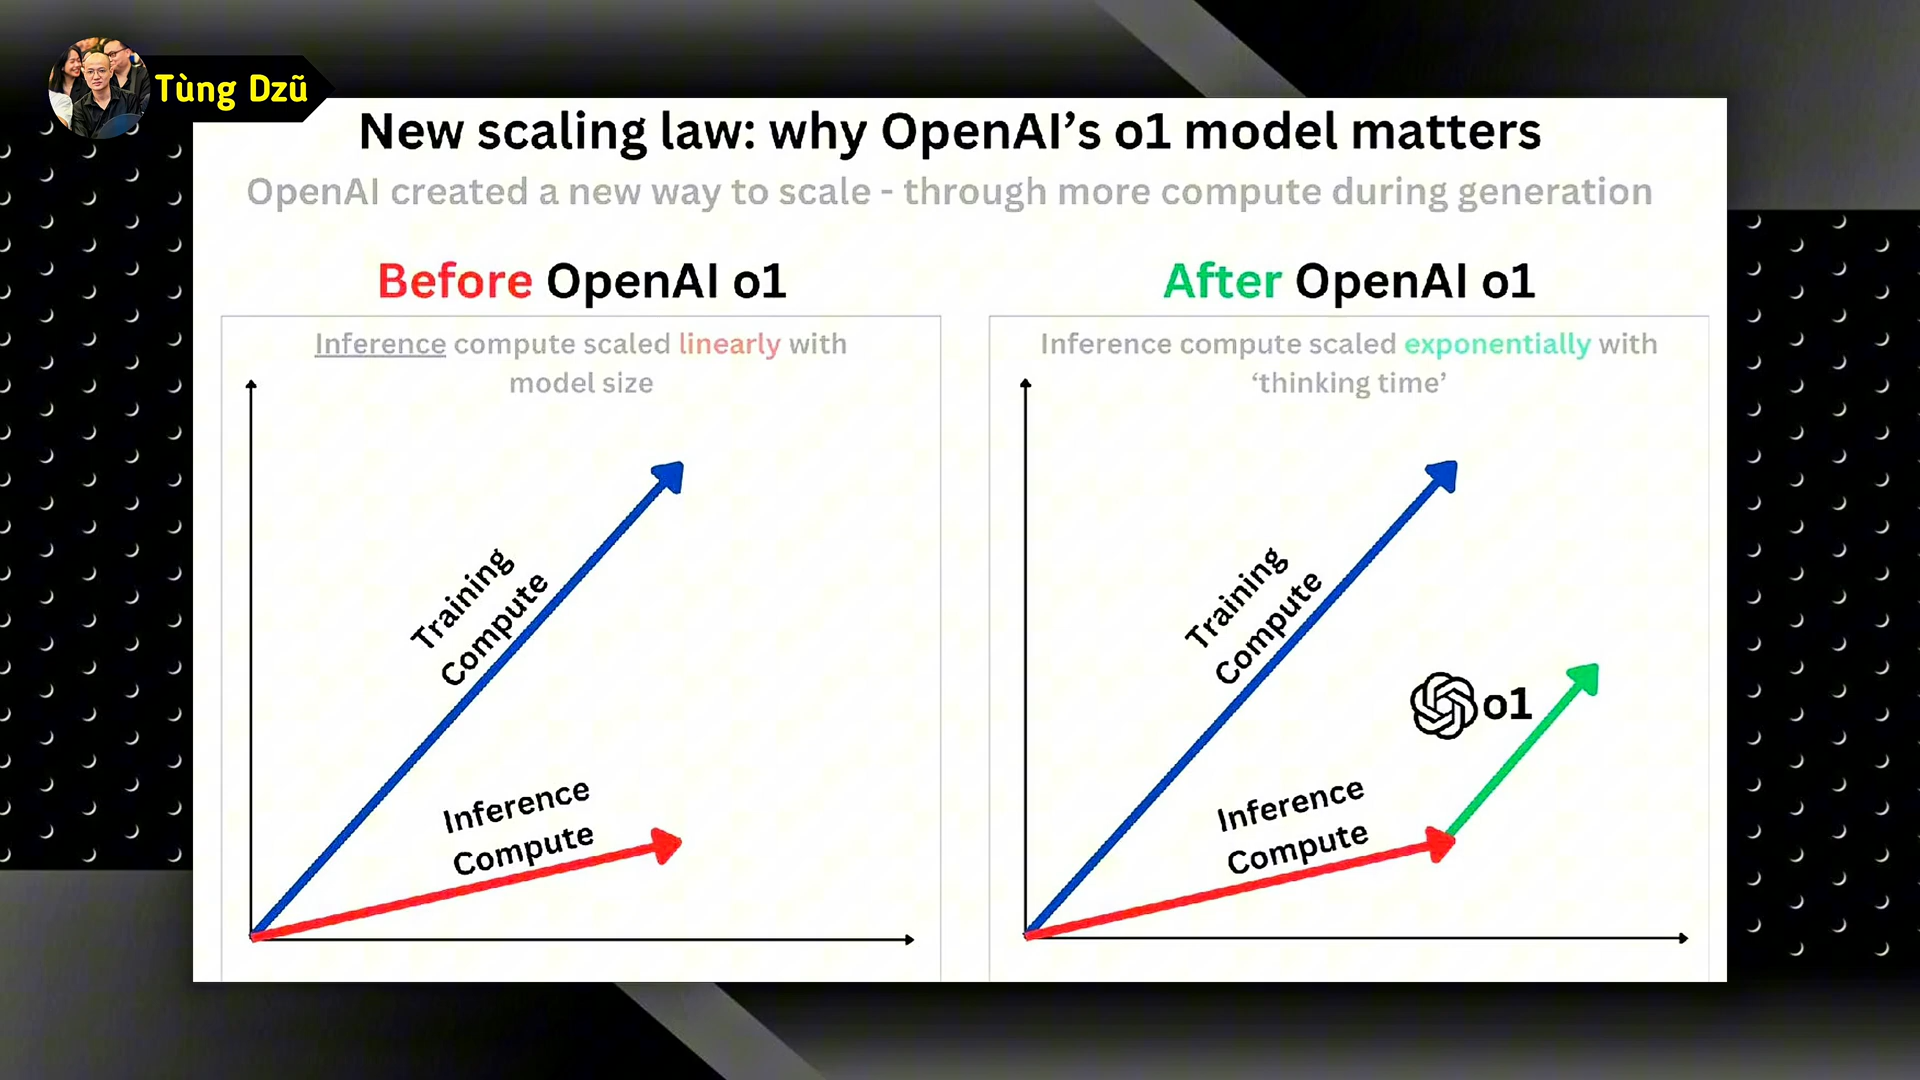 Tùng Dzũ
New scaling law: why OpenAI’s o1 model matters
OpenAI created a new way to scale - through more compute during generation
Before OpenAI o1
Inference compute scaled linearly with
model size
Training
Compute
Inference
Compute
After OpenAI o1
Inference compute scaled exponentially with
‘thinking time’
Training
Compute
o1
Inference
Compute